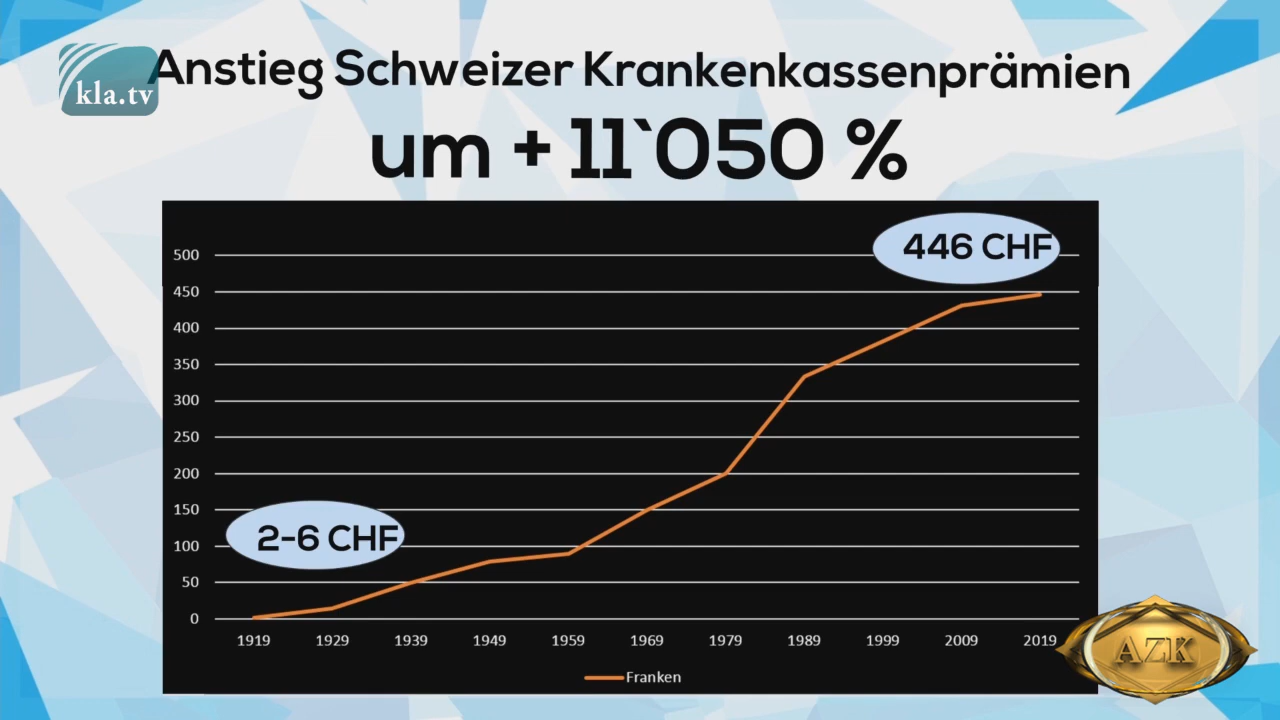 kla.tv
Anstieg Schweizer Krankenkassenprämien
um + 11`050 %
446 CHF
500
450
400
350
300
250
200
2-6 CHF
150
100
50
0
1919 1929 1939 1949 1959 1969 1979 1989 1999 2009 2019
Franken
AZK